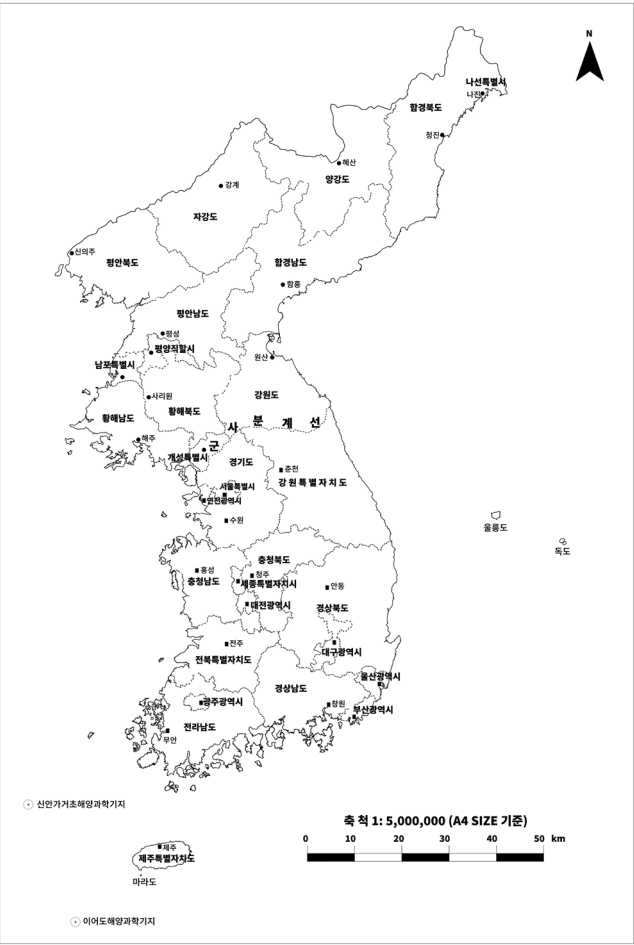 N
나선특별시
나진
함경북도
청진
혜산
양강도
강계
자강도
신의주
평안북도
함경남도
함흥
평안남도
평성
평양직할시
원산
남포특별시
사리원
강원도
황해남도
황해북도
군 사 분 계 선
해주
개성특별시
경기도
춘천
강원특별자치도
서울특별시
인천광역시
수원
울릉도
독도
충청북도
홍성
청주
충청남도
세종특별자치시
안동
대전광역시
경상북도
전주
대구광역시
전북특별자치도
울산광역시
경상남도
광주광역시
창원
부산광역시
전라남도
무안
신안가거초해양과학기지
축 척 1: 5,000,000 (A4 SIZE 기준)
0 10 20 30 40 50 km
제주
제주특별자치도
마라도
이어도해양과학기지